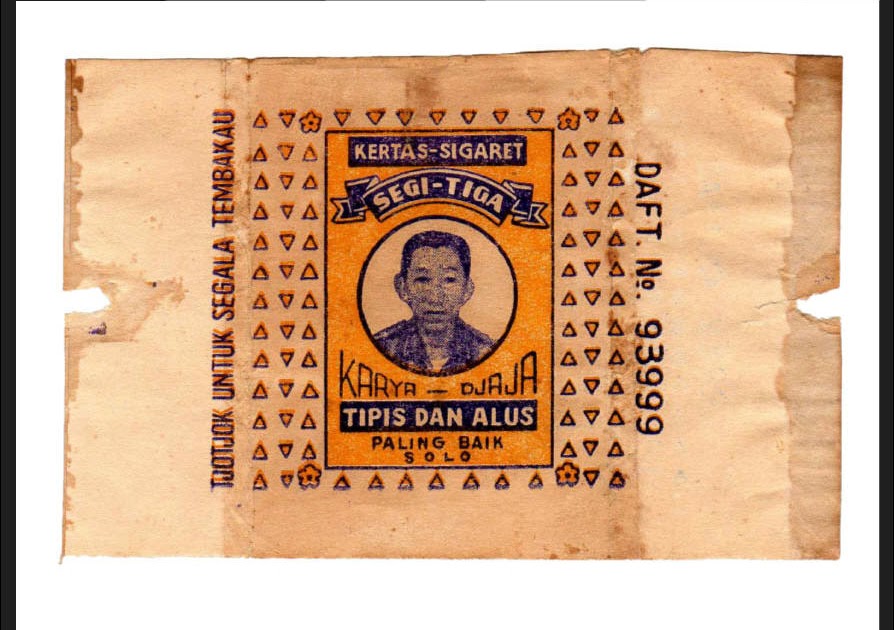 TJOTJOK UNTUK SEGALA TEMBAKAU
KERTAS-SIGARET
SEGI-TIGA
KARYA — DJAJA
TIPIS DAN ALUS
PALING BAIK
SOLO
DAFT. No. 93999